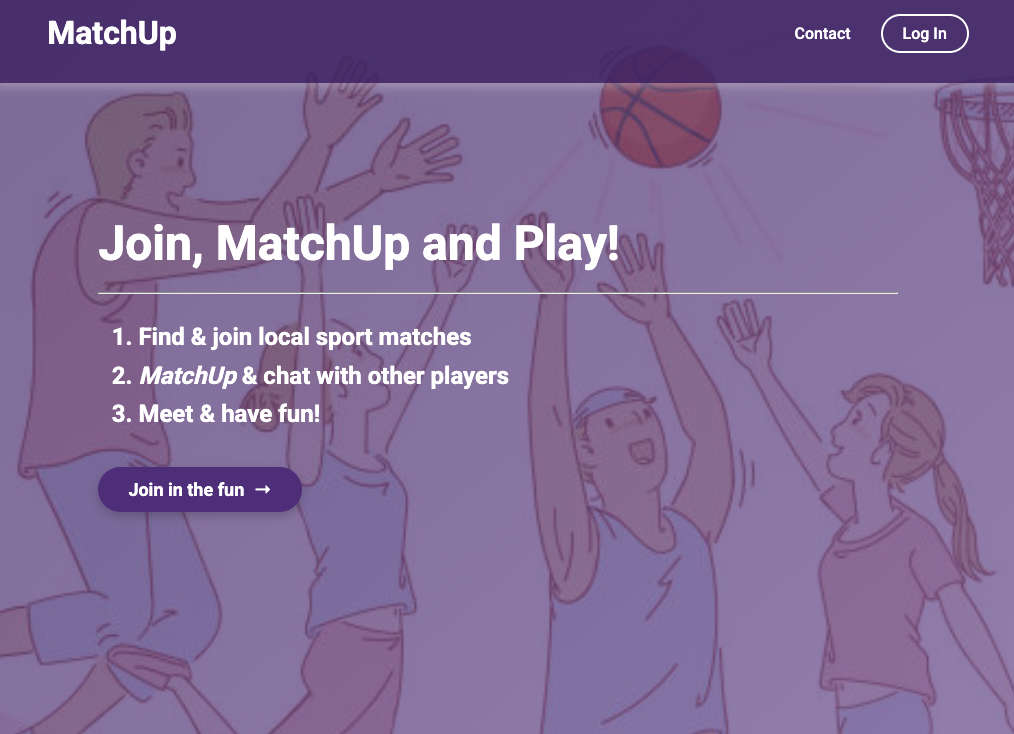 MatchUp
Contact
Log In
Join, MatchUp and Play!
1. Find & join local sport matches
2. MatchUp & chat with other players
3. Meet & have fun!
Join in the fun →